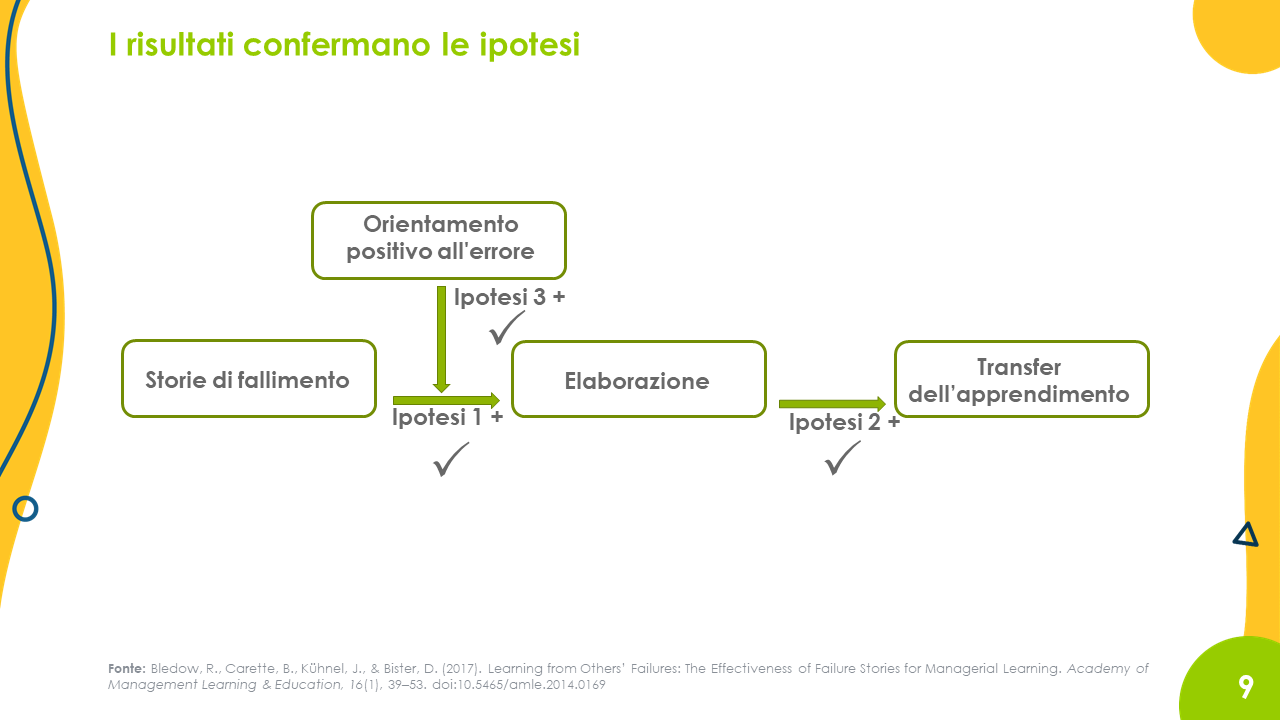 I risultati confermano le ipotesi
Orientamento
positivo all'errore
Ipotesi 3 +
Storie di fallimento
Ipotesi 1 +
Elaborazione
Ipotesi 2 +
Transfer
dell’apprendimento
Fonte: Bledow, R., Carette, B., Kühnel, J., & Bister, D. (2017). Learning from Others’ Failures: The Effectiveness of Failure Stories for Managerial Learning. Academy of
Management Learning & Education, 16(1), 39–53. doi:10.5465/amle.2014.0169
9